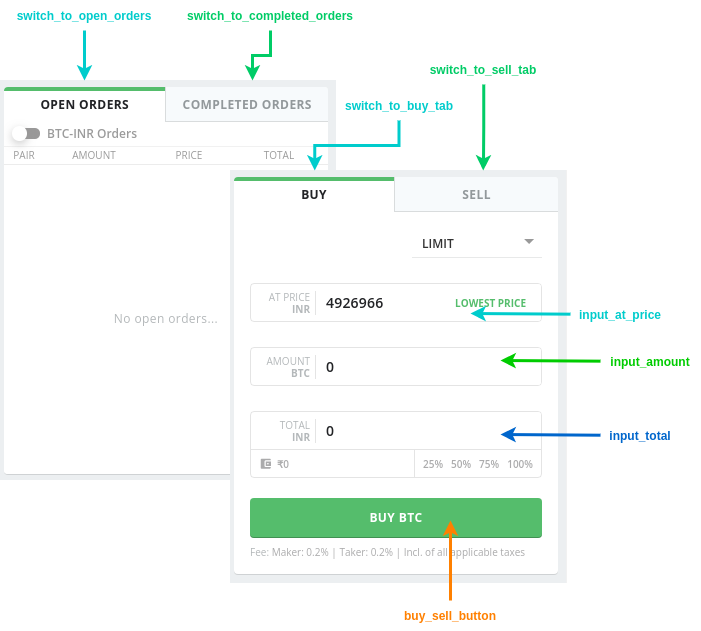 switch_to_open_orders
switch_to_completed_orders
switch_to_sell_tab
switch_to_buy_tab
OPEN ORDERS
COMPLETED ORDERS
BTC-INR Orders
PAIR AMOUNT PRICE TOTAL
No open orders...
BUY
SELL
LIMIT
AT PRICE
INR
4926966
LOWEST PRICE
input_at_price
AMOUNT
BTC
0
input_amount
TOTAL
INR
0
input_total
₹0
25% 50% 75% 100%
BUY BTC
Fee: Maker: 0.2% | Taker: 0.2% | Incl. of all applicable taxes
buy_sell_button